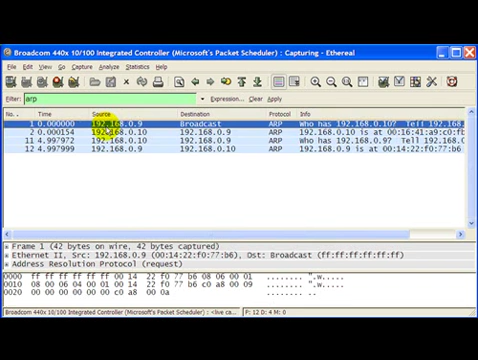 Broadcom 440x 10/100 Integrated Controller (Microsoft's Packet Scheduler) : Capturing - Ethereal
File Edit View Go Capture Analyze Statistics Help
Filter: arp Expression... Clear Apply
No. . Time Source Destination Protocol Info
1 0.000000 192.168.0.9 Broadcast ARP Who has 192.168.0.10? Tell 192.168.
2 0.000154 192.168.0.10 192.168.0.9 ARP 192.168.0.10 is at 00:16:41:a9:c0:fb
11 4.997972 192.168.0.10 192.168.0.9 ARP Who has 192.168.0.9? Tell 192.168.0
12 4.997999 192.168.0.9 192.168.0.10 ARP 192.168.0.9 is at 00:14:22:f0:77:b6
Frame 1 (42 bytes on wire, 42 bytes captured)
Ethernet II, Src: 192.168.0.9 (00:14:22:f0:77:b6), Dst: Broadcast (ff:ff:ff:ff:ff:ff)
Address Resolution Protocol (request)
0000 ff ff ff ff ff ff 00 14 22 f0 77 b6 08 06 00 01 ........ ".w.....
0010 08 00 06 04 00 01 00 14 22 f0 77 b6 c0 a8 00 09 ........ ".w.....
0020 00 00 00 00 00 00 c0 a8 00 0a ........ ..
Broadcom 440x 10/100 Integrated Controller (Microsoft's Packet Scheduler) : <live ca P: 12 D: 4 M: 0